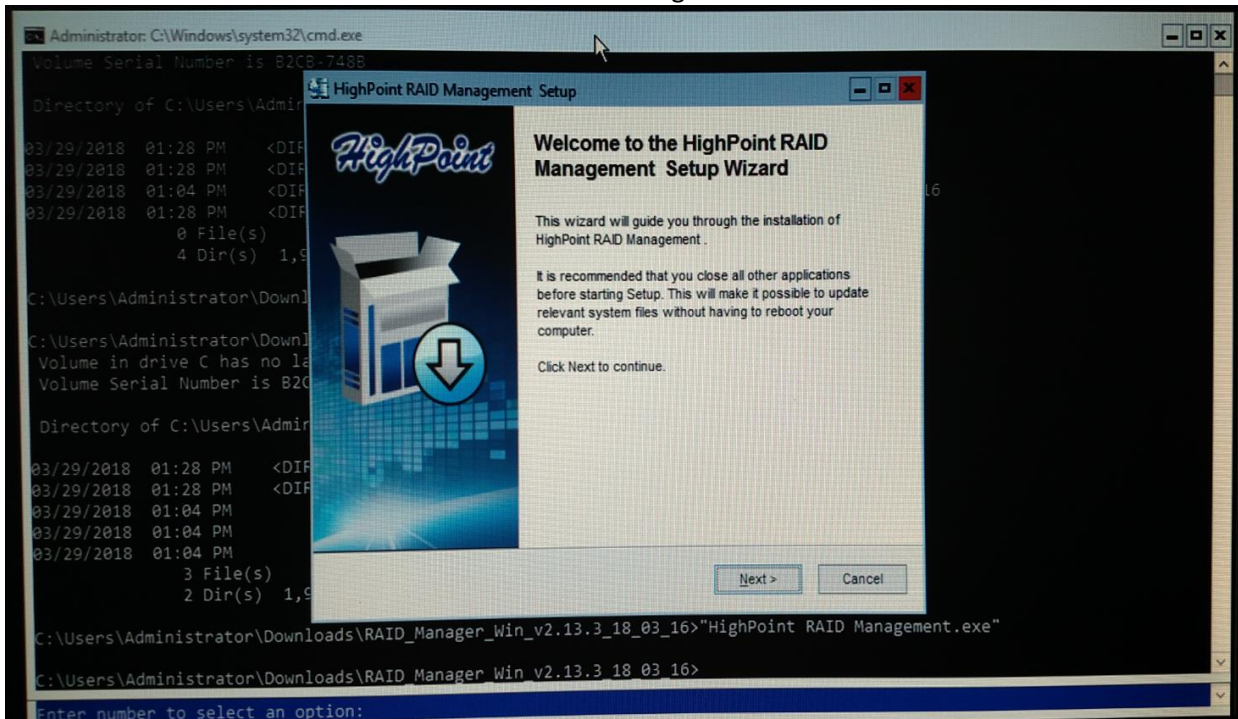 Administrator: C:\Windows\system32\cmd.exe
Volume Serial Number is B2CB-748B
Directory of C:\Users\Admir
03/29/2018 01:28 PM <DIR
03/29/2018 01:28 PM <DIR
03/29/2018 01:04 PM <DIR 16
03/29/2018 01:28 PM <DIR
0 File(s)
4 Dir(s) 1,9
C:\Users\Administrator\Downl
C:\Users\Administrator\Downl
Volume in drive C has no la
Volume Serial Number is B2C
Directory of C:\Users\Admir
03/29/2018 01:28 PM <DIR
03/29/2018 01:28 PM <DIR
03/29/2018 01:04 PM
03/29/2018 01:04 PM
03/29/2018 01:04 PM
3 File(s)
2 Dir(s) 1,9
HighPoint RAID Management Setup
HighPoint
Welcome to the HighPoint RAID
Management Setup Wizard
This wizard will guide you through the installation of
HighPoint RAID Management .
It is recommended that you close all other applications
before starting Setup. This will make it possible to update
relevant system files without having to reboot your
computer.
Click Next to continue.
Next >
Cancel
C:\Users\Administrator\Downloads\RAID_Manager_Win_v2.13.3_18_03_16>"HighPoint RAID Management.exe"
C:\Users\Administrator\Downloads\RAID_Manager_Win_v2.13.3_18_03_16>
Enter number to select an option: